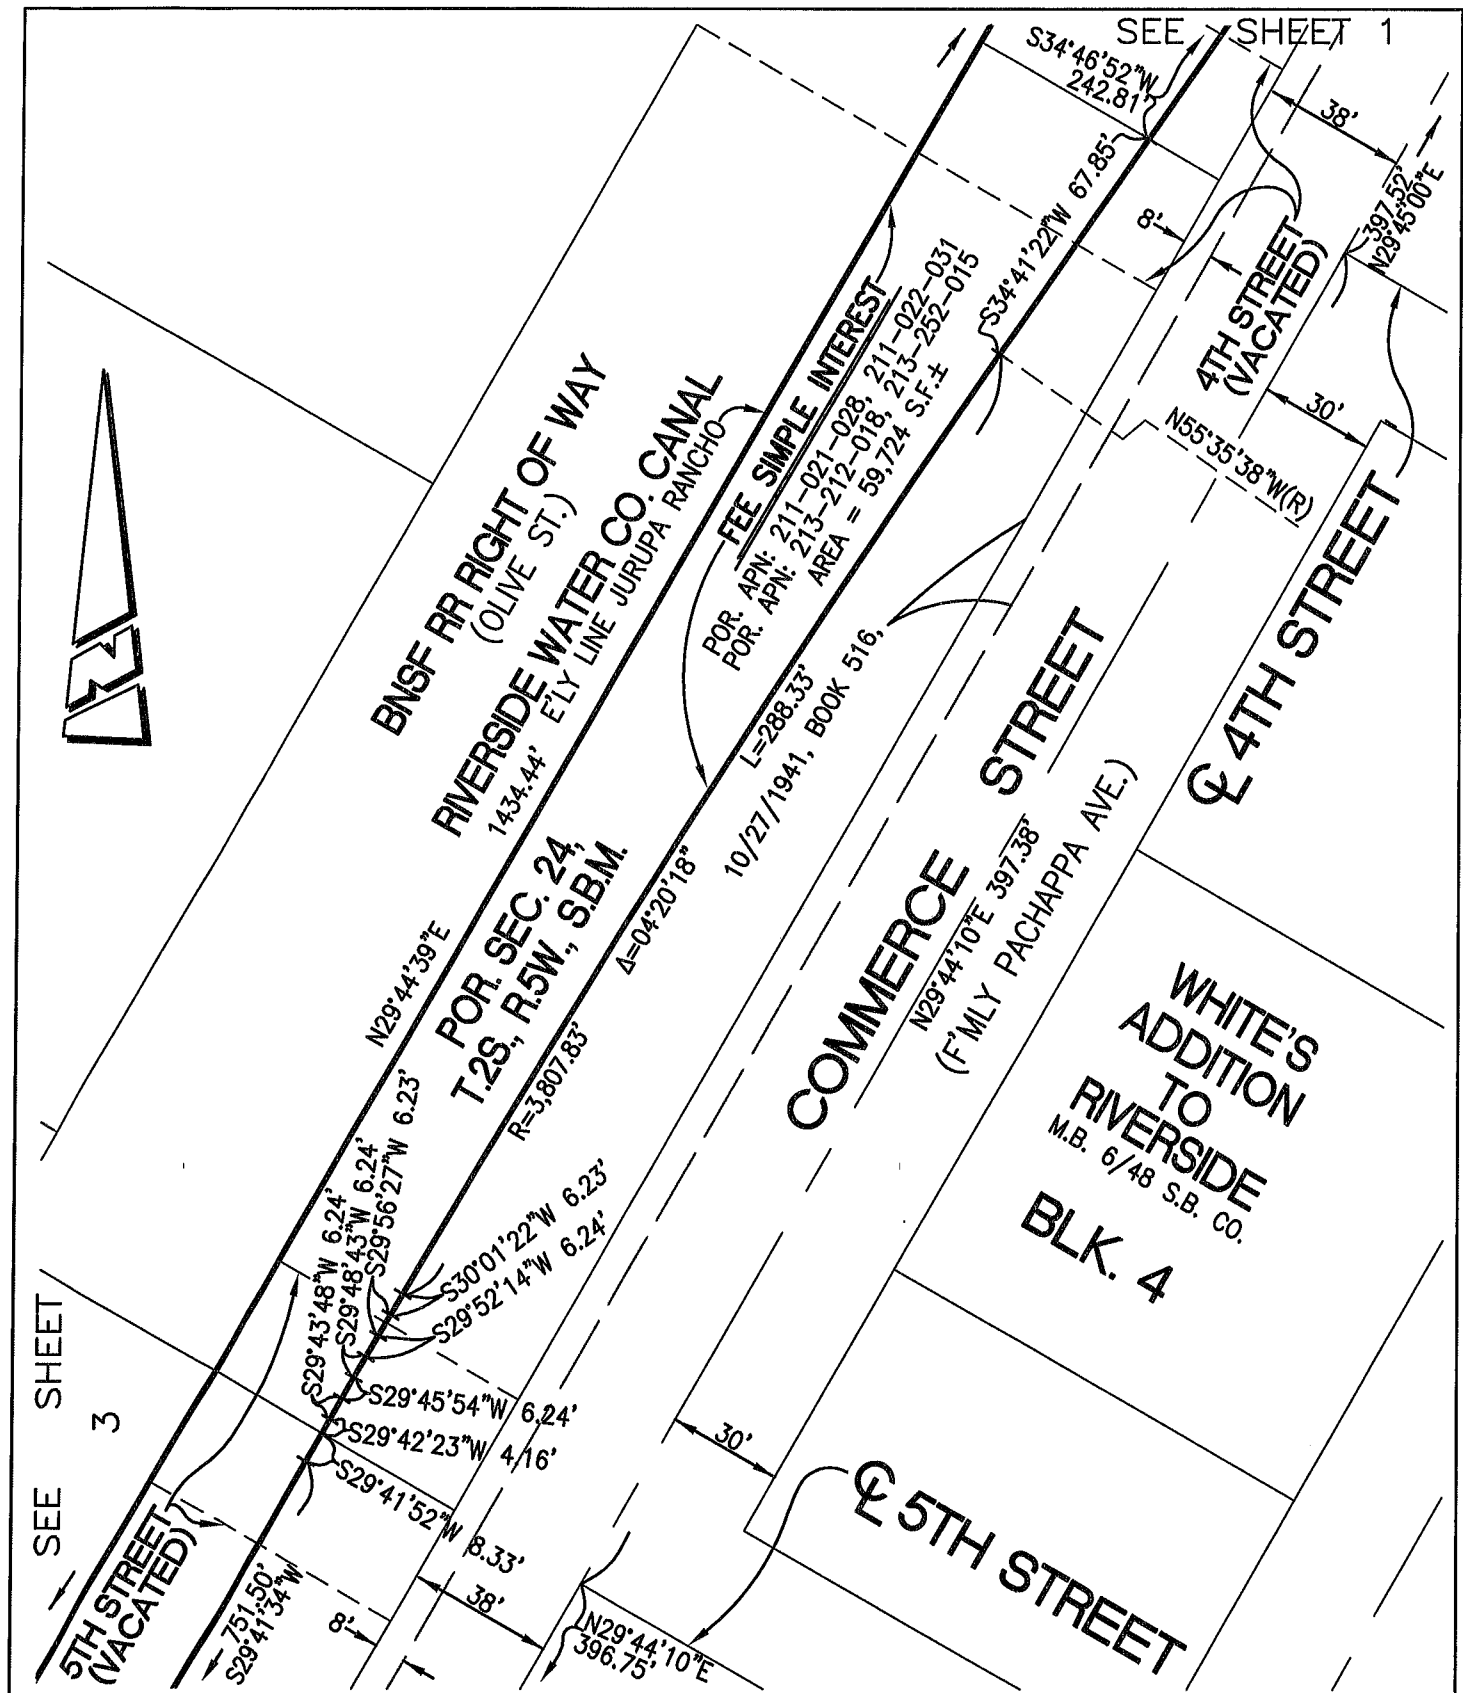 SEE SHEET 1
S34°46'52"W
242.81'
38'
397.52'
N29°45'00"E
S34°41'22"W 67.85'
8'
4TH STREET
(VACATED)
30'
N55°35'38"W(R)
BNSF RR RIGHT OF WAY
(OLIVE ST.)
RIVERSIDE WATER CO. CANAL
1434.44' E'LY LINE JURUPA RANCHO
FEE SIMPLE INTEREST
POR. APN: 211-021-028, 211-022-031
POR. APN: 213-212-018, 213-252-015
AREA = 59,724 S.F.±
℄ 4TH STREET
L=288.33'
10/27/1941, BOOK 516,
Δ=04°20'18"
R=3,807.83'
COMMERCE STREET
N29°44'10"E 397.38'
(F'MLY PACHAPPA AVE.)
N29°44'39"E
POR. SEC. 24,
T.2S., R.5W., S.B.M.
WHITE'S
ADDITION
TO
RIVERSIDE
M.B. 6/48 S.B. CO.
BLK. 4
S29°43'48"W 6.24'
S29°48'43"W 6.24'
S29°56'27"W 6.23'
S30°01'22"W 6.23'
S29°52'14"W 6.24'
S29°45'54"W 6.24'
S29°42'23"W 4.16'
S29°41'52"W 8.33'
SEE SHEET
3
30'
℄ 5TH STREET
5TH STREET
(VACATED)
751.50'
S29°41'34"W
8'
38'
N29°44'10"E
396.75'